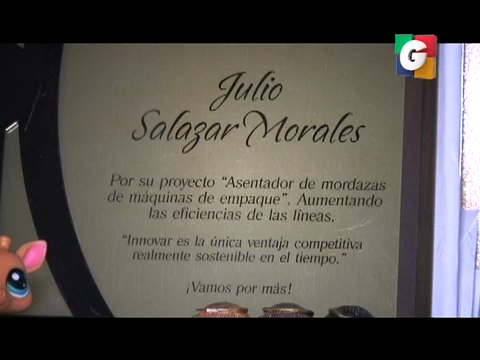 G
Julio
Salazar Morales
Por su proyecto “Asentador de mordazas
de máquinas de empaque”. Aumentando
las eficiencias de las líneas.
“Innovar es la única ventaja competitiva
realmente sostenible en el tiempo.”
¡Vamos por más!